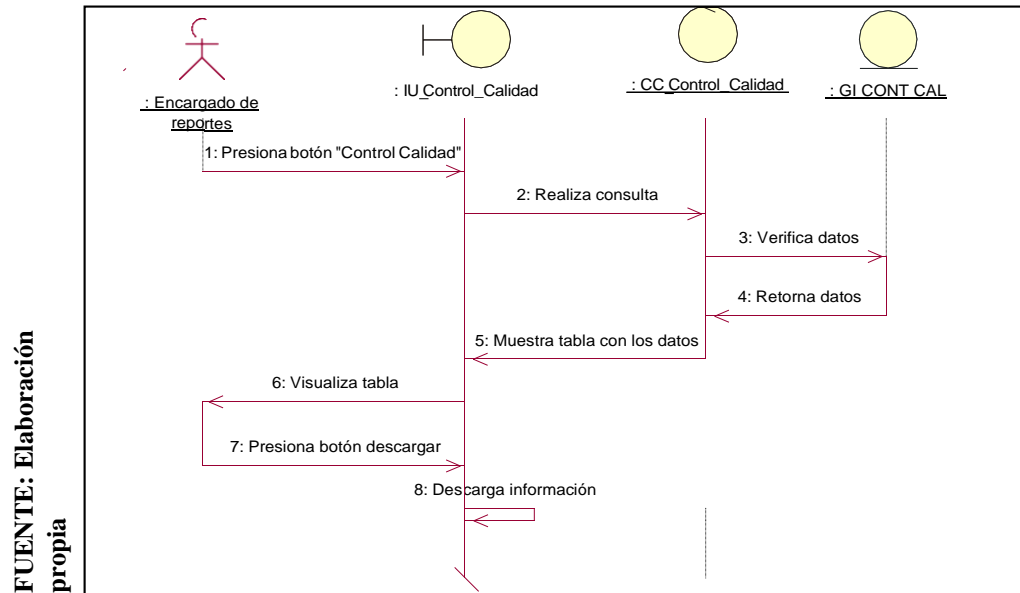 : Encargado de
reportes
: IU_Control_Calidad
: CC_Control_Calidad
: GI CONT CAL
1: Presiona botón "Control Calidad"
2: Realiza consulta
3: Verifica datos
4: Retorna datos
5: Muestra tabla con los datos
6: Visualiza tabla
7: Presiona botón descargar
8: Descarga información
FUENTE: Elaboración
propia